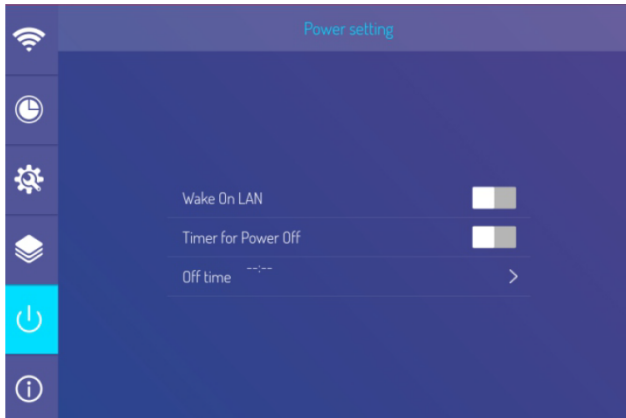 Power setting
Wake On LAN
Timer for Power Off
Off time --:--